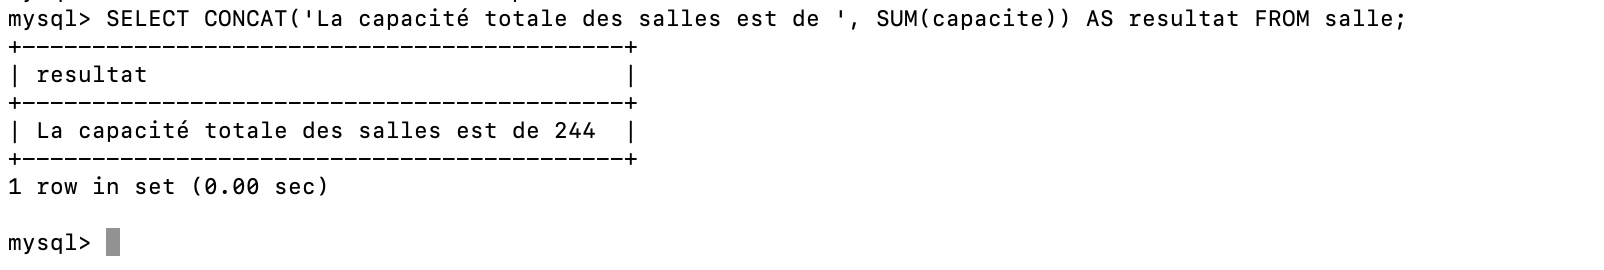 mysql> SELECT CONCAT('La capacité totale des salles est de ', SUM(capacite)) AS resultat FROM salle;
+-------------------------------------------+
| resultat                                  |
+-------------------------------------------+
| La capacité totale des salles est de 244  |
+-------------------------------------------+
1 row in set (0.00 sec)
mysql>